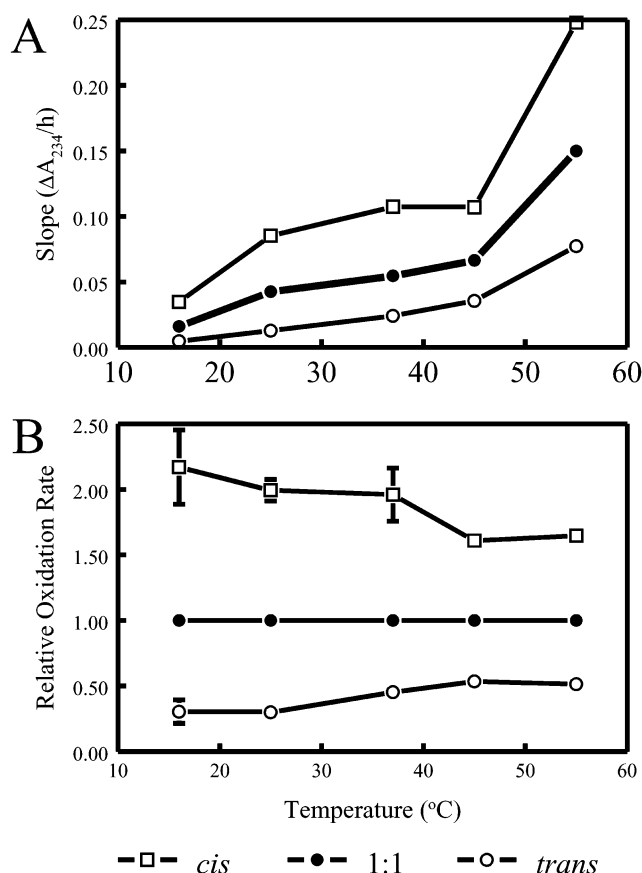 A
Slope (ΔA234/h)
0.25
0.20
0.15
0.10
0.05
0.00
10 20 30 40 50 60
B
Relative Oxidation Rate
2.50
2.00
1.50
1.00
0.50
0.00
10 20 30 40 50 60
Temperature (°C)
cis 1:1 trans